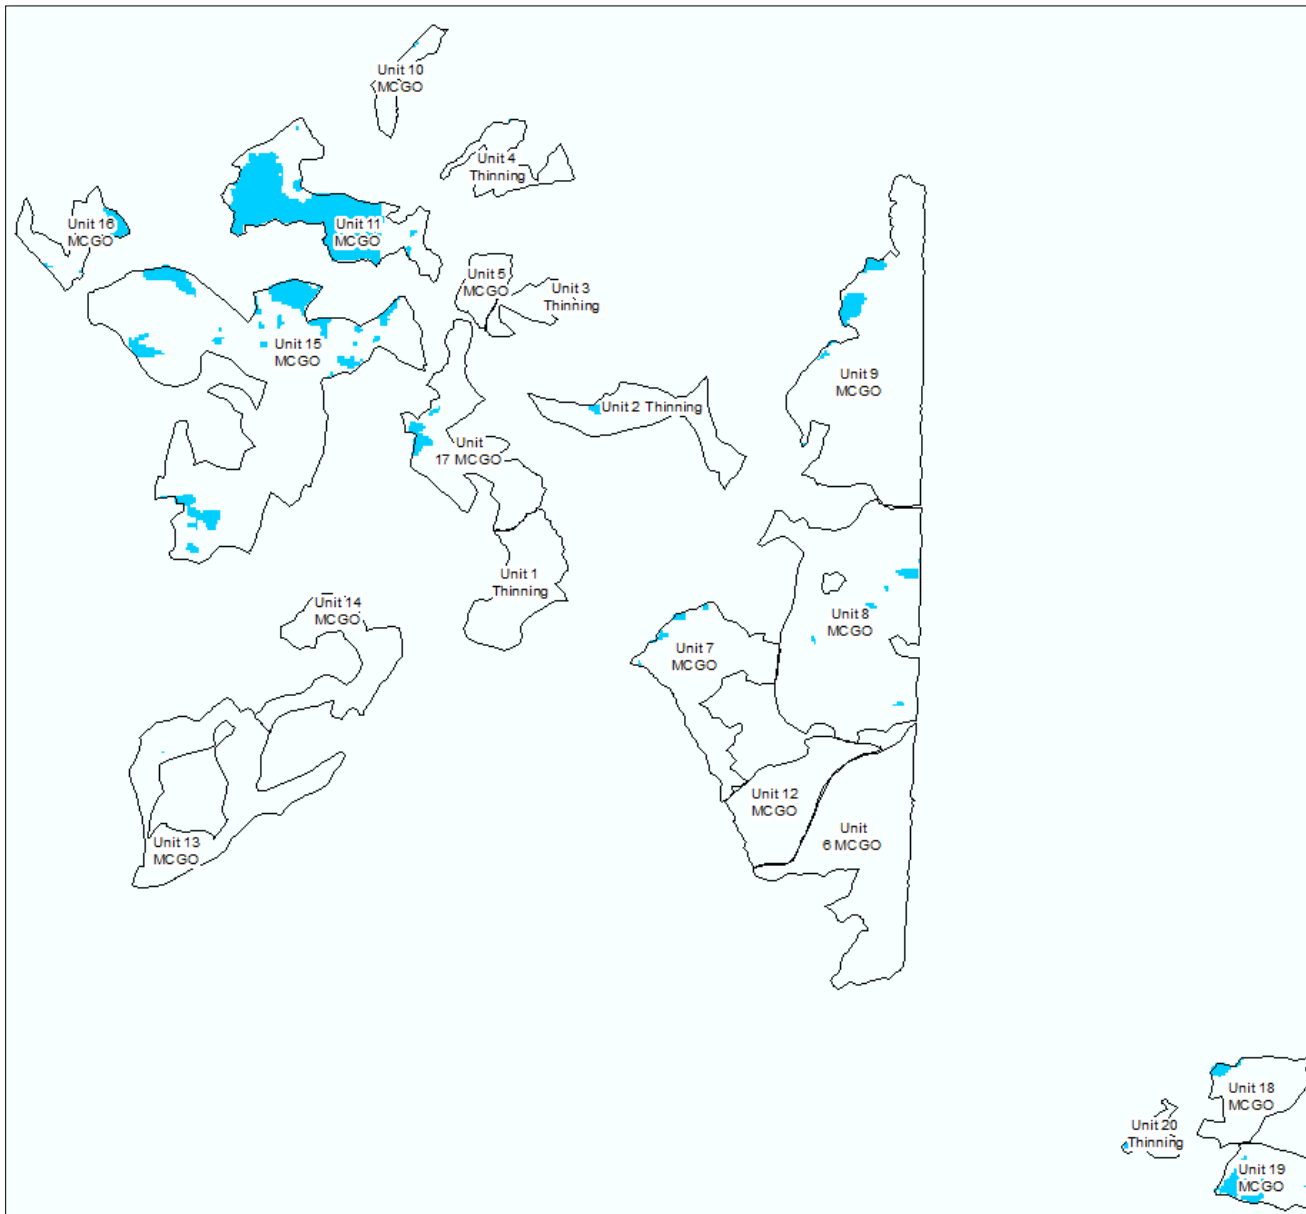 Unit 10
MCGO
Unit 4
Thinning
Unit 16
MCGO
Unit 11
MCGO
Unit 5
MCGO
Unit 3
Thinning
Unit 15
MCGO
Unit 9
MCGO
Unit 2 Thinning
Unit
17 MCGO
Unit 1
Thinning
Unit 14
MCGO
Unit 8
MCGO
Unit 7
MCGO
Unit 12
MCGO
Unit
6 MCGO
Unit 13
MCGO
Unit 18
MCGO
Unit 20
Thinning
Unit 19
MCGO